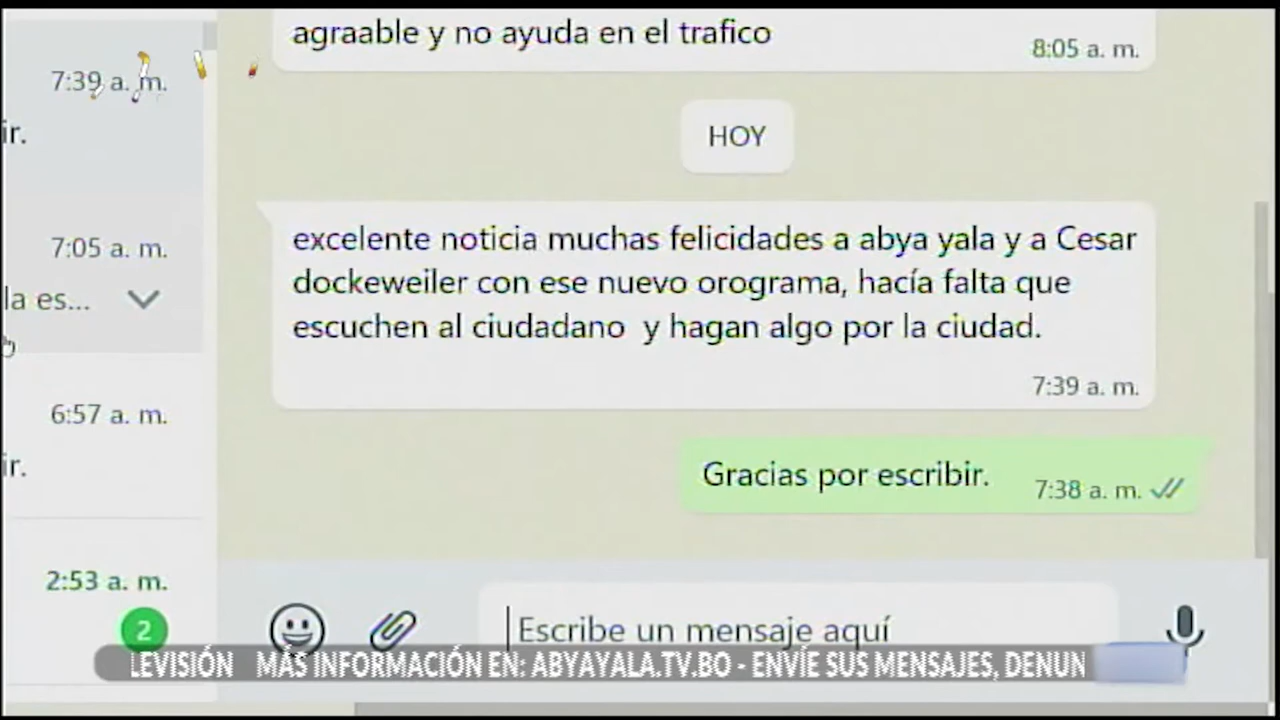 agraable y no ayuda en el trafico
8:05 a. m.
7:39 a. m.
HOY
ir.
excelente noticia muchas felicidades a abya yala y a Cesar
7:05 a. m.
dockeweiler con ese nuevo orograma, hacía falta que
la es...
escuchen al ciudadano y hagan algo por la ciudad.
7:39 a. m.
6:57 a. m.
ir.
Gracias por escribir.
7:38 a. m.
2:53 a. m.
2
Escribe un mensaje aquí
LEVISIÓN MÁS INFORMACIÓN EN: ABYAYALA.TV.BO - ENVÍE SUS MENSAJES, DENUN